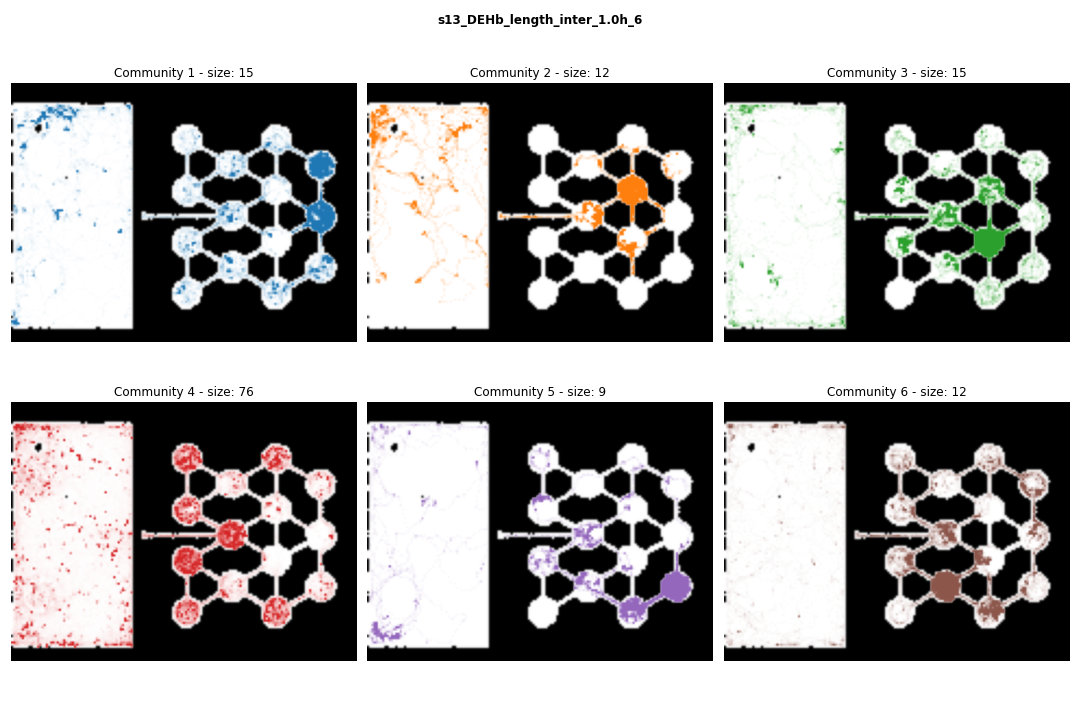 s13_DEHb_length_inter_1.0h_6
Community 1 - size: 15
Community 2 - size: 12
Community 3 - size: 15
Community 4 - size: 76
Community 5 - size: 9
Community 6 - size: 12